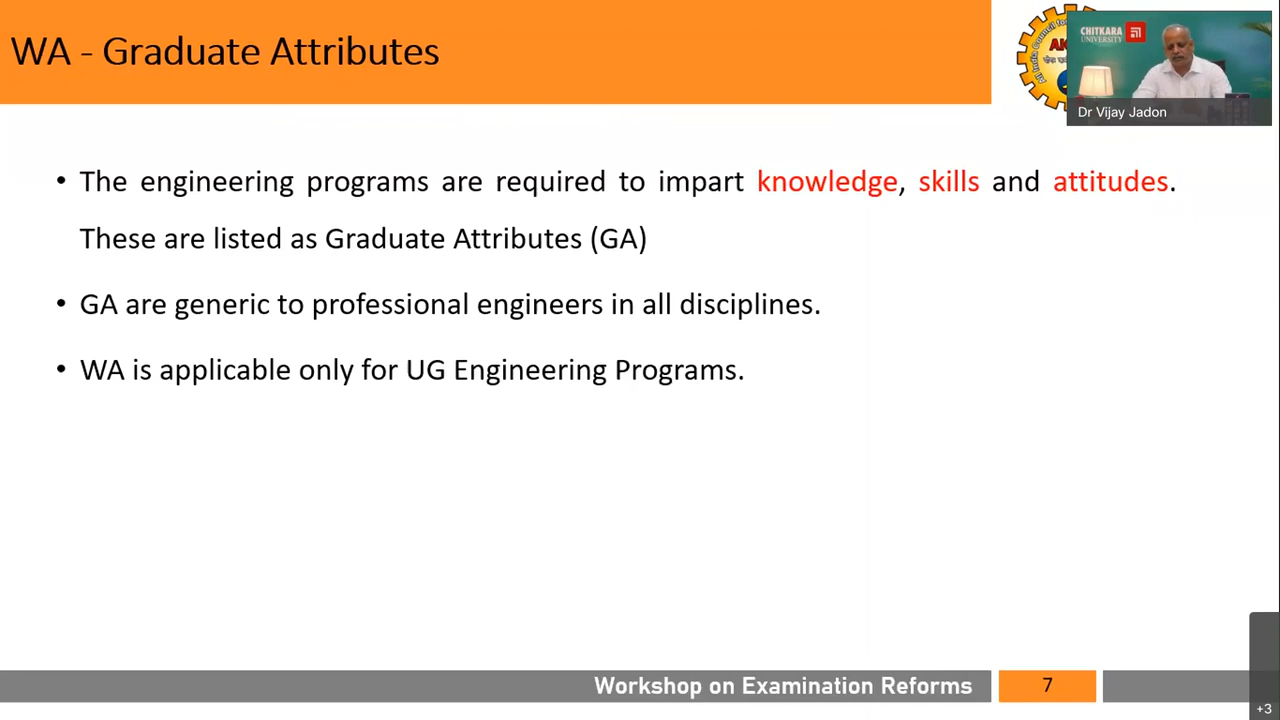 WA - Graduate Attributes
CHITKARA
UNIVERSITY
Dr Vijay Jadon
• The engineering programs are required to impart knowledge, skills and attitudes.
These are listed as Graduate Attributes (GA)
• GA are generic to professional engineers in all disciplines.
• WA is applicable only for UG Engineering Programs.
Workshop on Examination Reforms
7
+3